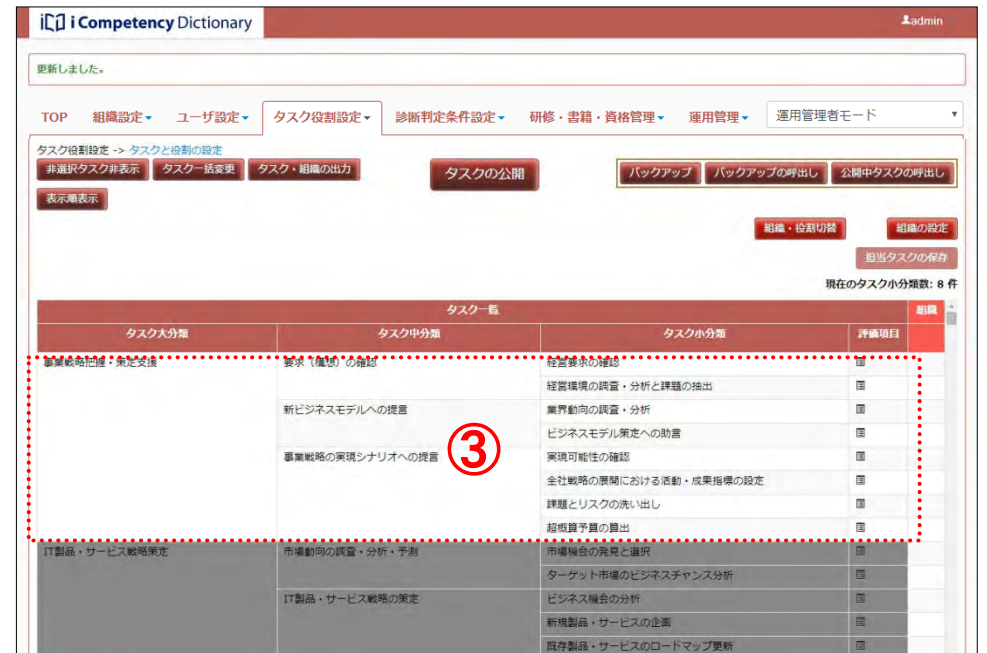 i Competency Dictionary admin
更新しました。
TOP 組織設定 ユーザ設定 タスク役割設定 診断判定条件設定 研修・書籍・資格管理 運用管理 運用管理者モード
タスク役割設定 -> タスクと役割の設定
非選択タスク非表示 タスク一括変更 タスク・組織の出力 タスクの公開 バックアップ バックアップの呼出し 公開中タスクの呼出し
表示順表示
組織・役割切替 組織の設定
担当タスクの保存
現在のタスク小分類数: 8 件
タスク一覧 組織
タスク大分類 タスク中分類 タスク小分類 評価項目
事業戦略把握・策定支援 要求（構想）の確認 経営要求の確認
経営環境の調査・分析と課題の抽出
新ビジネスモデルへの提言 業界動向の調査・分析
ビジネスモデル策定への助言
事業戦略の実現シナリオへの提言 ③ 実現可能性の確認
全社戦略の展開における活動・成果指標の設定
課題とリスクの洗い出し
超概算予算の算出
IT製品・サービス戦略策定 市場動向の調査・分析・予測 市場機会の発見と選択
ターゲット市場のビジネスチャンス分析
IT製品・サービス戦略の策定 ビジネス機会の分析
新規製品・サービスの企画
既存製品・サービスのロードマップ更新